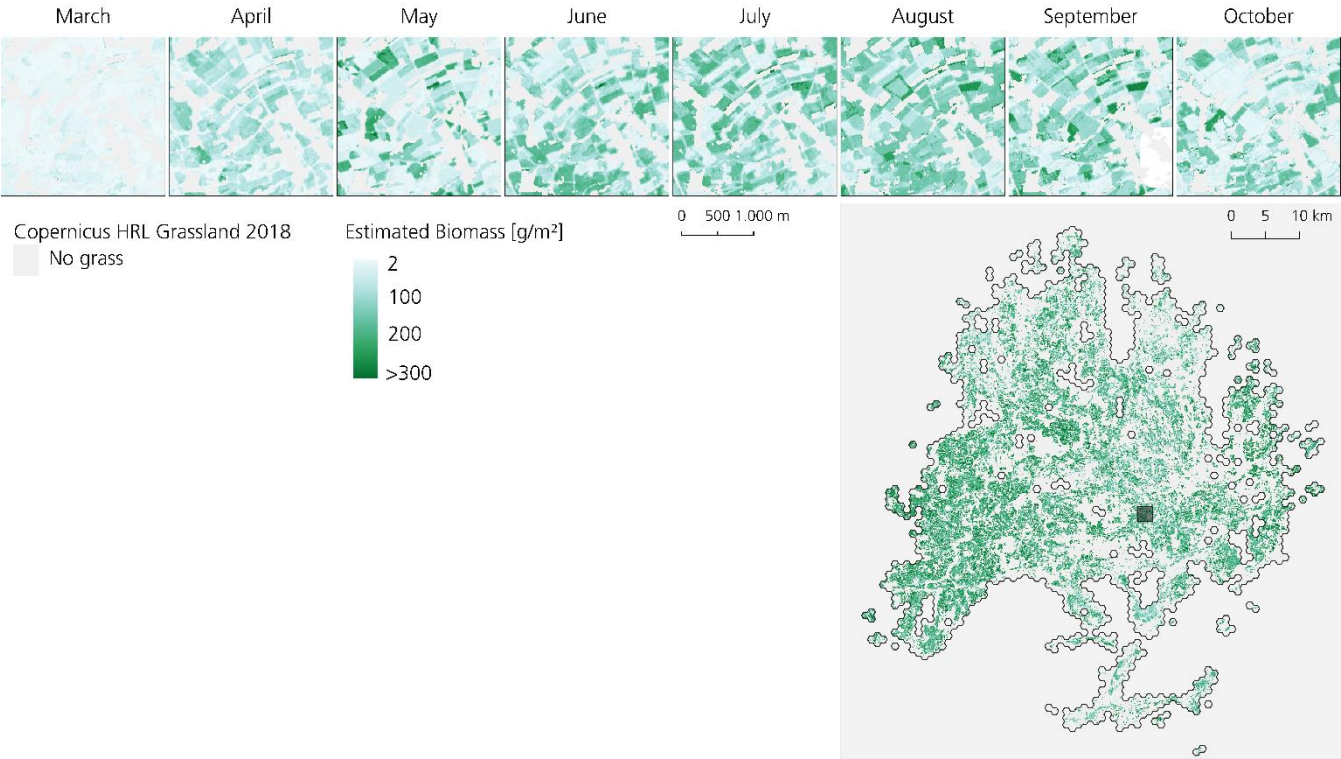 March April May June July August September October
0 500 1.000 m
0 5 10 km
Copernicus HRL Grassland 2018
No grass
Estimated Biomass [g/m²]
2
100
200
>300